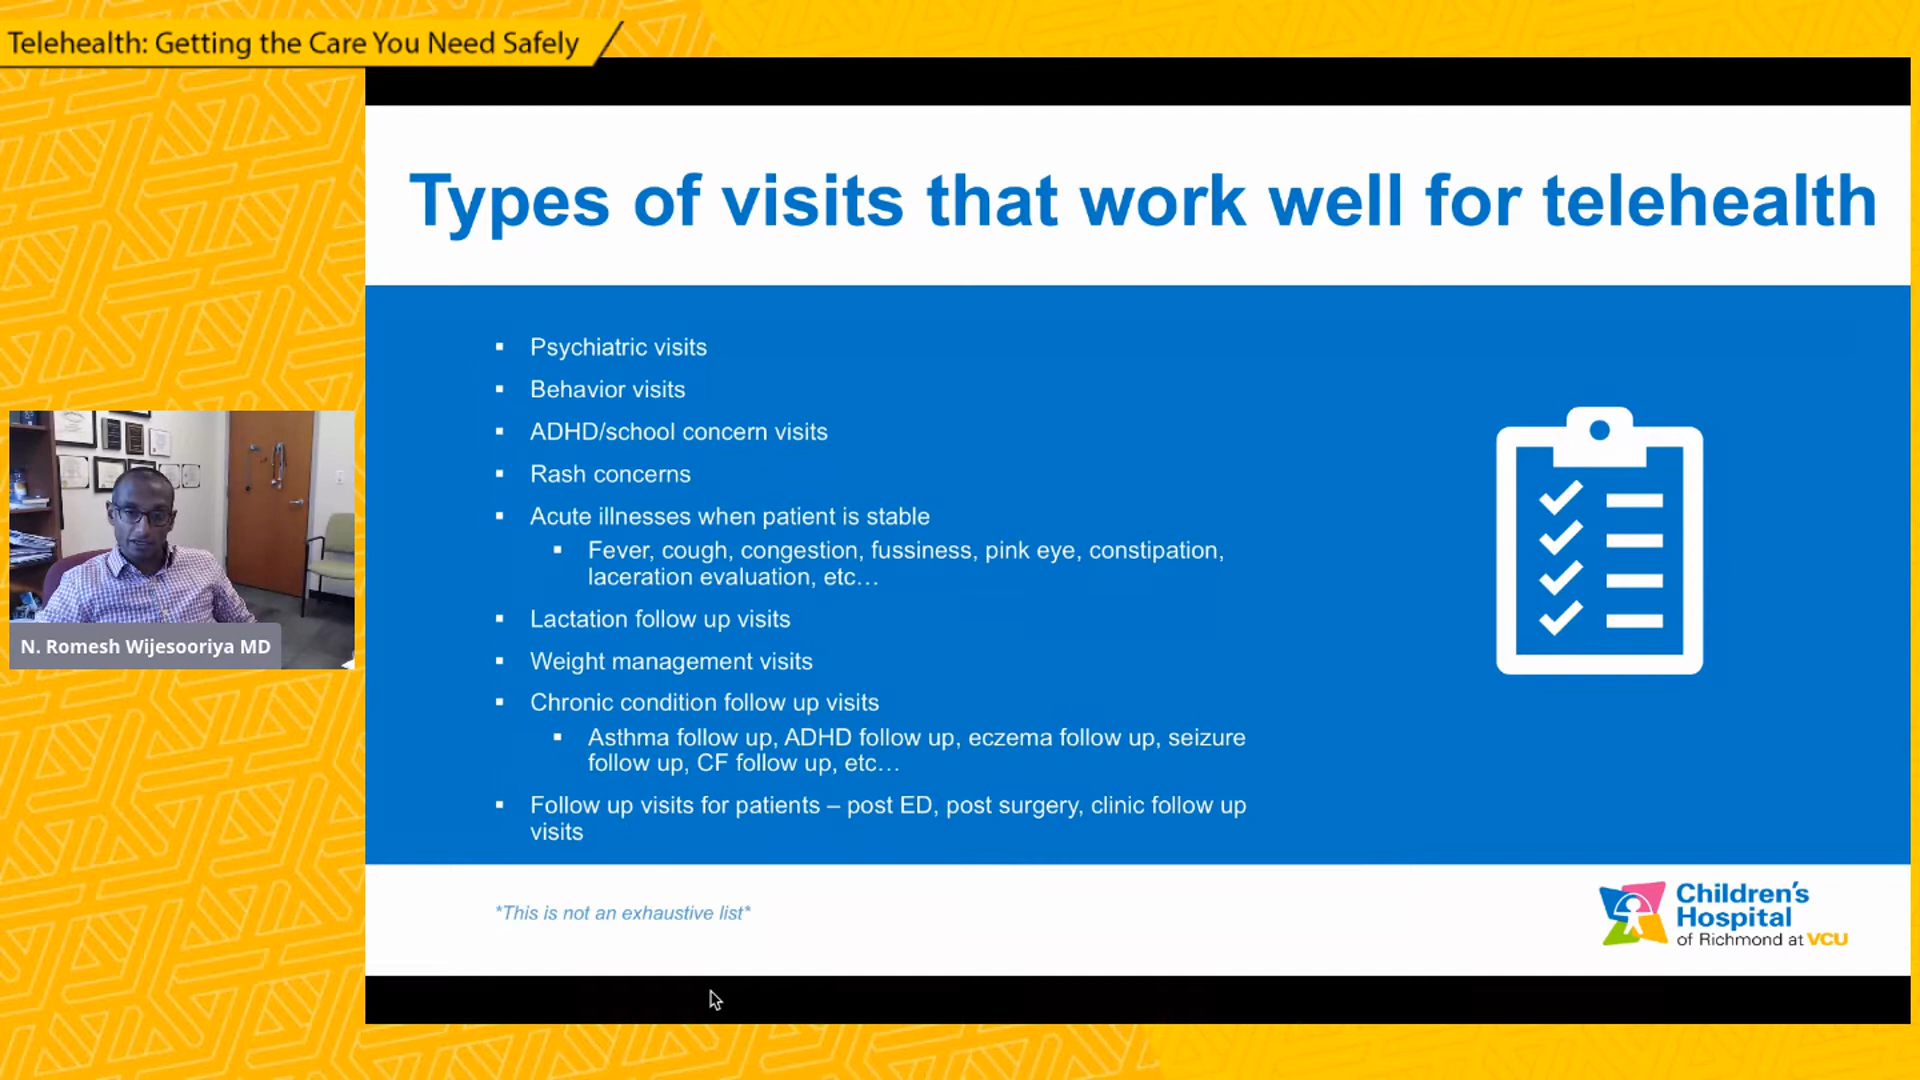 Telehealth: Getting the Care You Need Safely
Types of visits that work well for telehealth
▪ Psychiatric visits
▪ Behavior visits
▪ ADHD/school concern visits
▪ Rash concerns
▪ Acute illnesses when patient is stable
▪ Fever, cough, congestion, fussiness, pink eye, constipation,
laceration evaluation, etc…
▪ Lactation follow up visits
▪ Weight management visits
▪ Chronic condition follow up visits
▪ Asthma follow up, ADHD follow up, eczema follow up, seizure
follow up, CF follow up, etc…
▪ Follow up visits for patients – post ED, post surgery, clinic follow up
visits
N. Romesh Wijesooriya MD
*This is not an exhaustive list*
Children's
Hospital
of Richmond at VCU